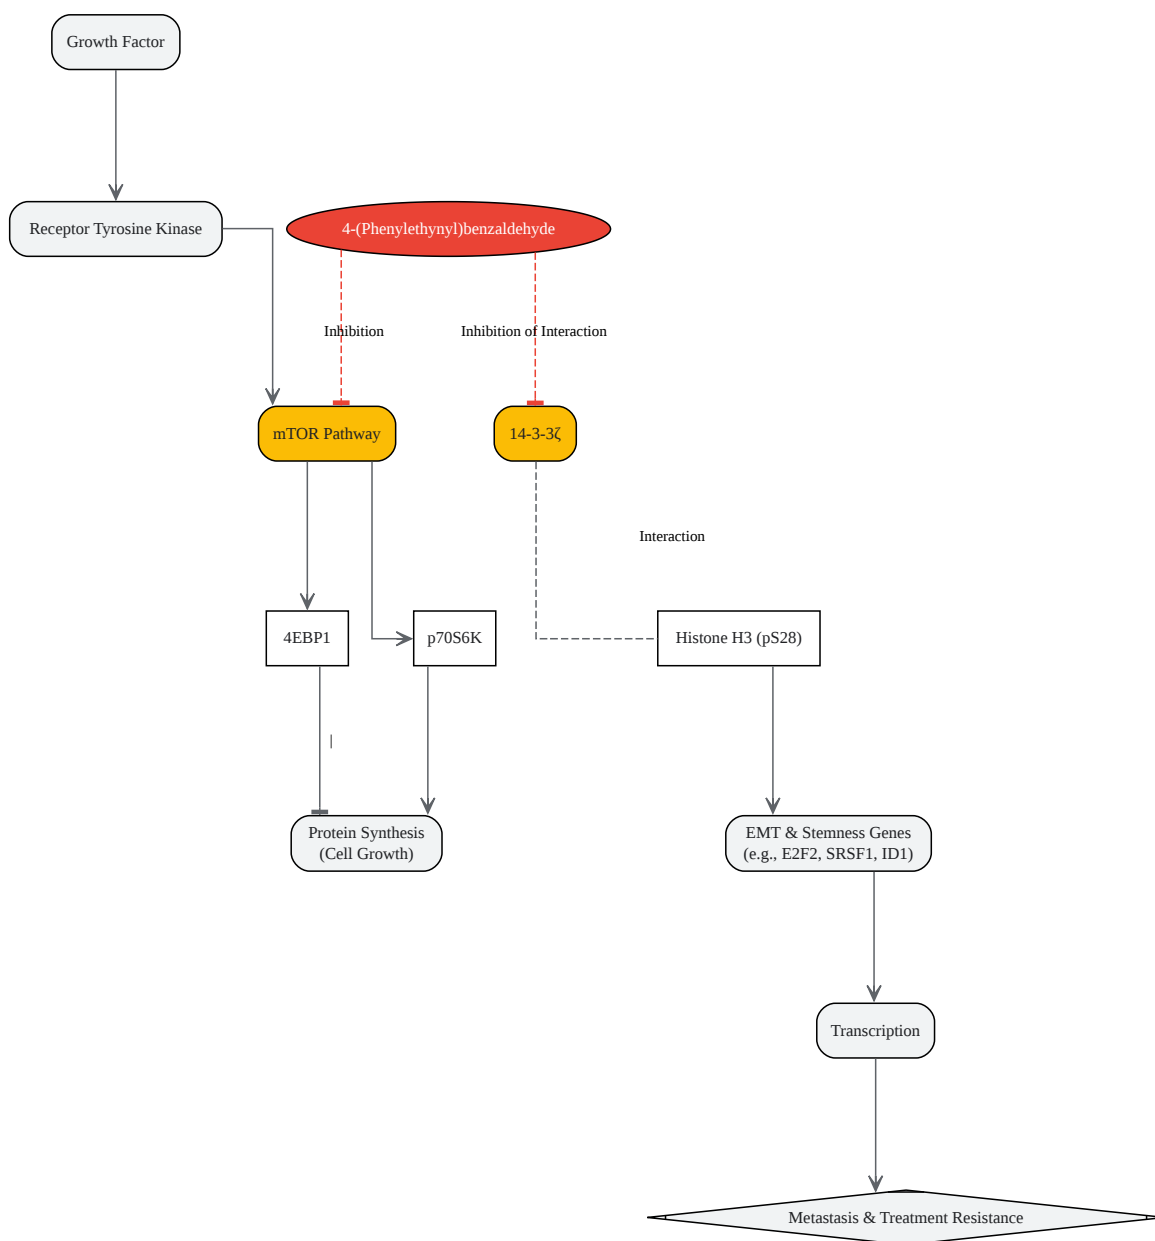 Growth Factor
Receptor Tyrosine Kinase
4-(Phenylethynyl)benzaldehyde
Inhibition
Inhibition of Interaction
mTOR Pathway
14-3-3ζ
Interaction
4EBP1
p70S6K
Histone H3 (pS28)
|
Protein Synthesis
(Cell Growth)
EMT & Stemness Genes
(e.g., E2F2, SRSF1, ID1)
Transcription
Metastasis & Treatment Resistance